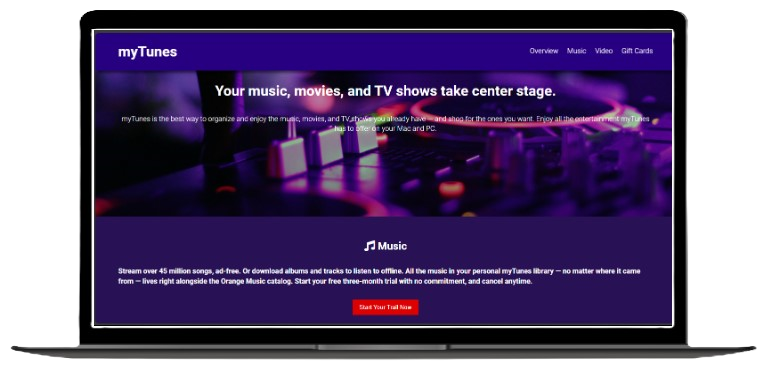 myTunes
Overview Music Video Gift Cards
Your music, movies, and TV shows take center stage.
myTunes is the best way to organize and enjoy the music, movies, and TV shows you already have — and shop for the ones you want. Enjoy all the entertainment myTunes
has to offer on your Mac and PC.
Music
Stream over 45 million songs, ad-free. Or download albums and tracks to listen to offline. All the music in your personal myTunes library — no matter where it came
from — lives right alongside the Orange Music catalog. Start your free three-month trial with no commitment, and cancel anytime.
Start Your Trail Now